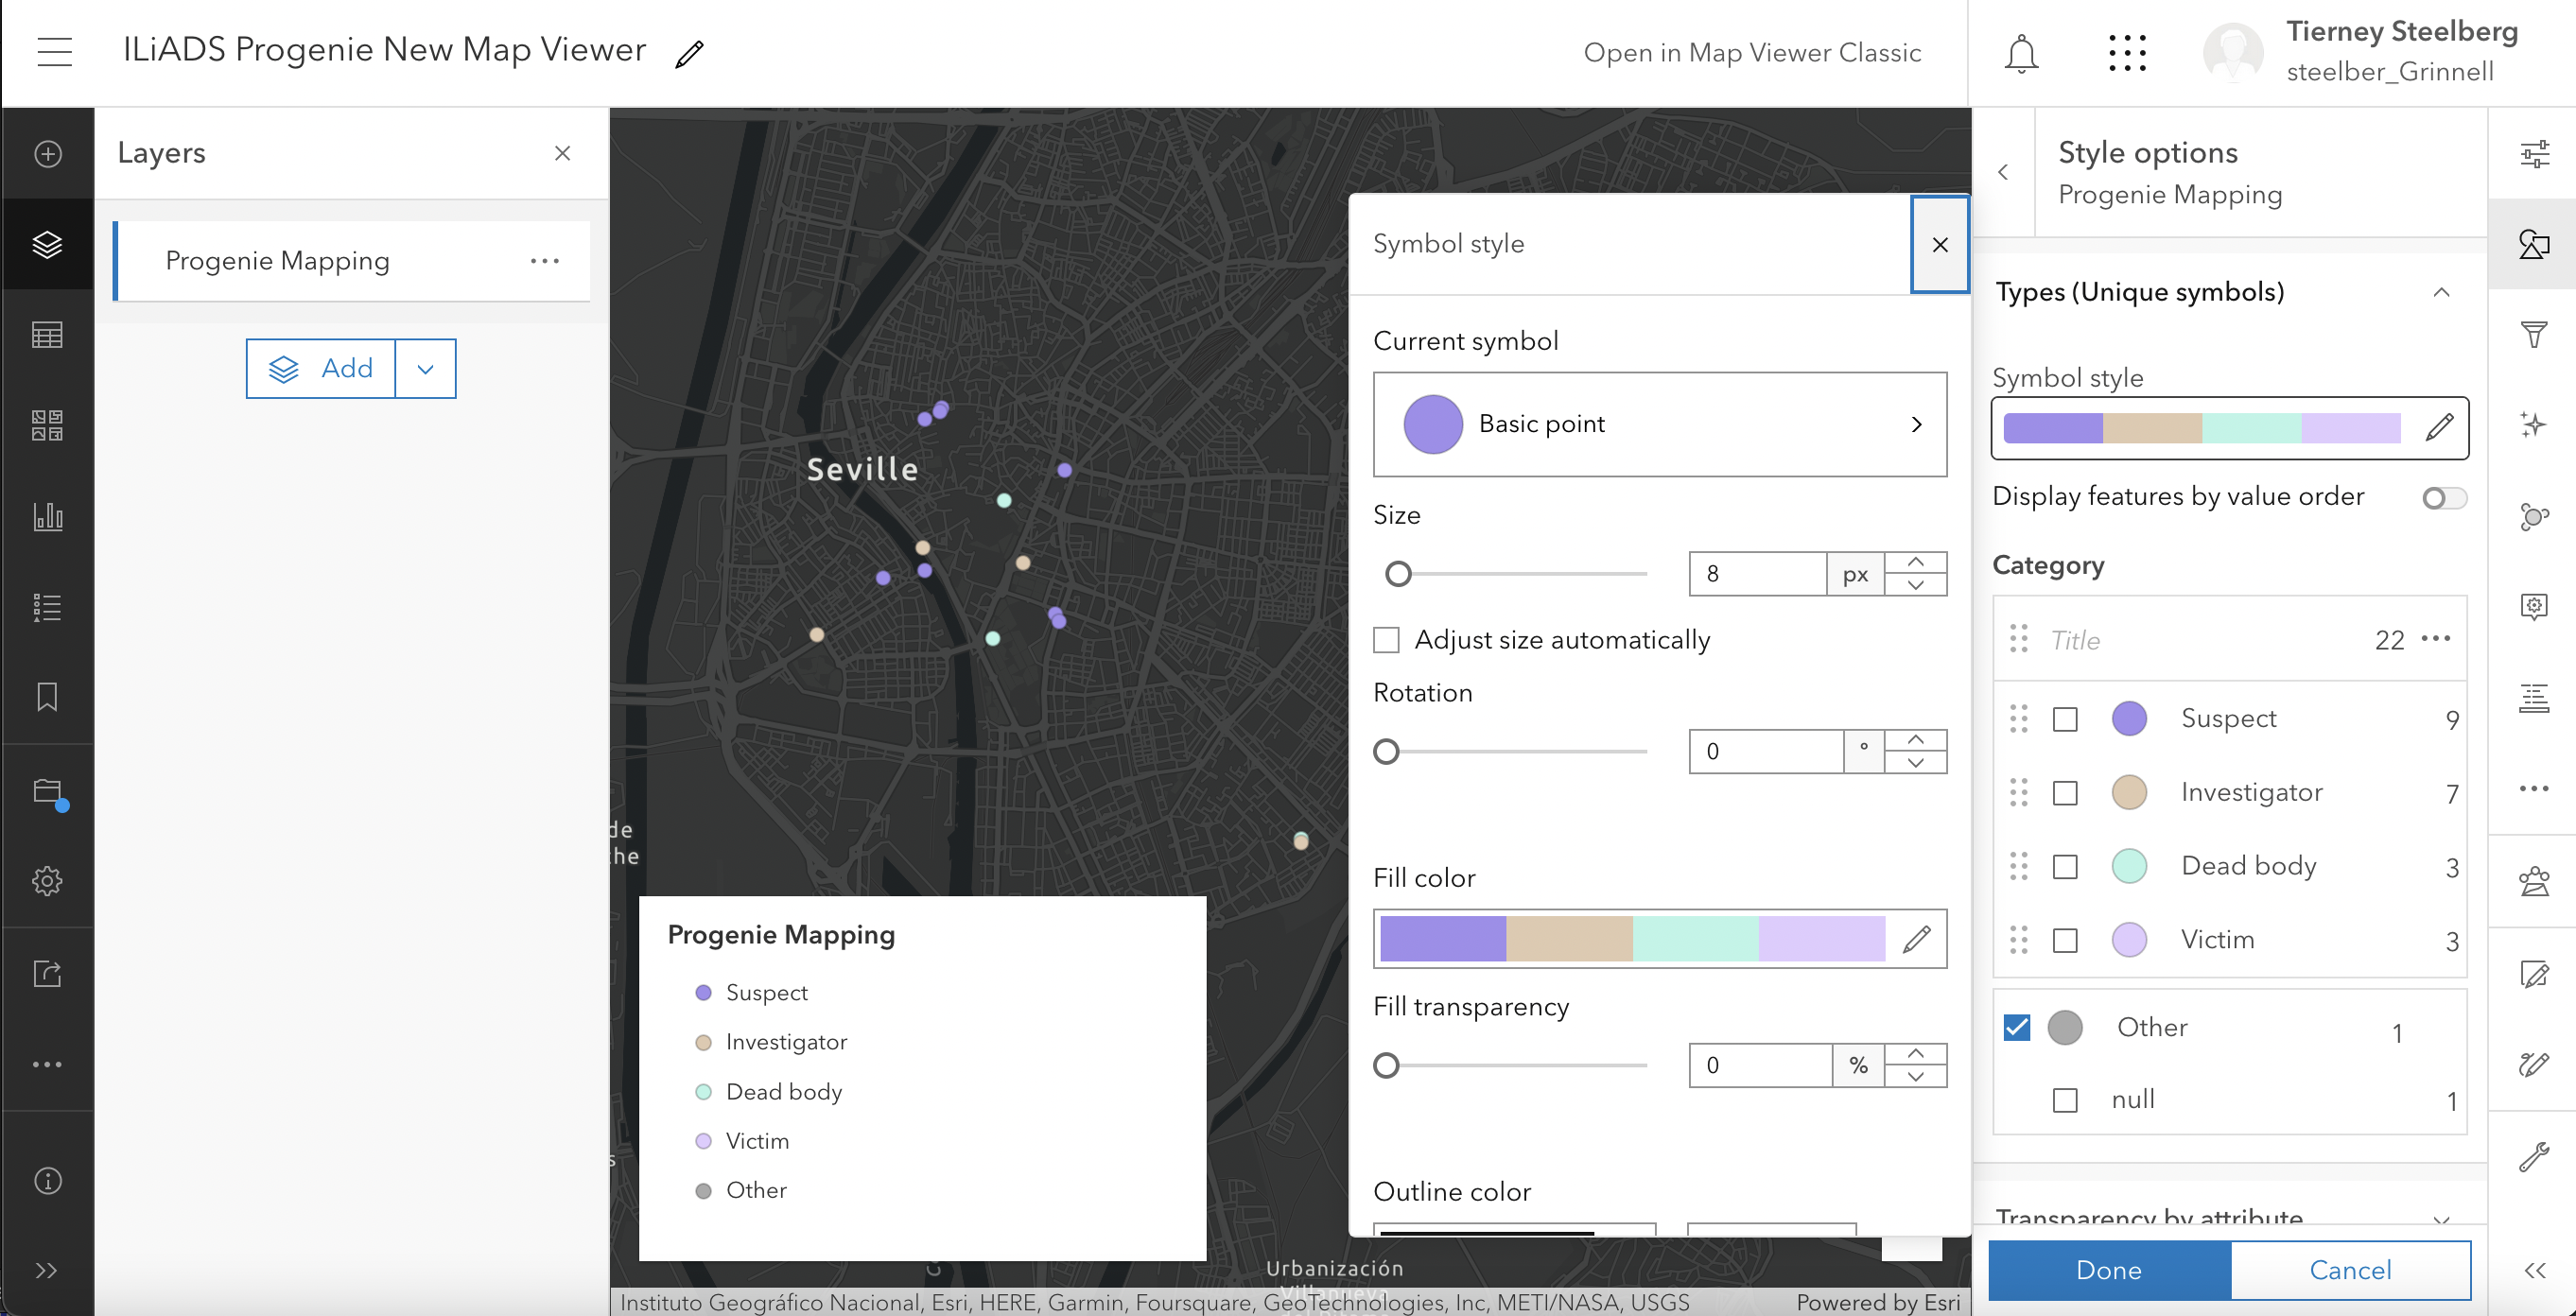 ILiADS Progenie New Map Viewer
Open in Map Viewer Classic
Tierney Steelberg
steelber_Grinnell
Layers
Progenie Mapping
Add
Seville
de
che
Progenie Mapping
Suspect
Investigator
Dead body
Victim
Other
Urbanización
Villanueva
Instituto Geográfico Nacional, Esri, HERE, Garmin, Foursquare, GeoTechnologies, Inc, METI/NASA, USGS
Powered by Esri
Symbol style
Current symbol
Basic point
Size
8 px
Adjust size automatically
Rotation
0 °
Fill color
Fill transparency
0 %
Outline color
Style options
Progenie Mapping
Types (Unique symbols)
Symbol style
Display features by value order
Category
Title 22
Suspect 9
Investigator 7
Dead body 3
Victim 3
Other 1
null 1
Transparency by attribute
Done
Cancel